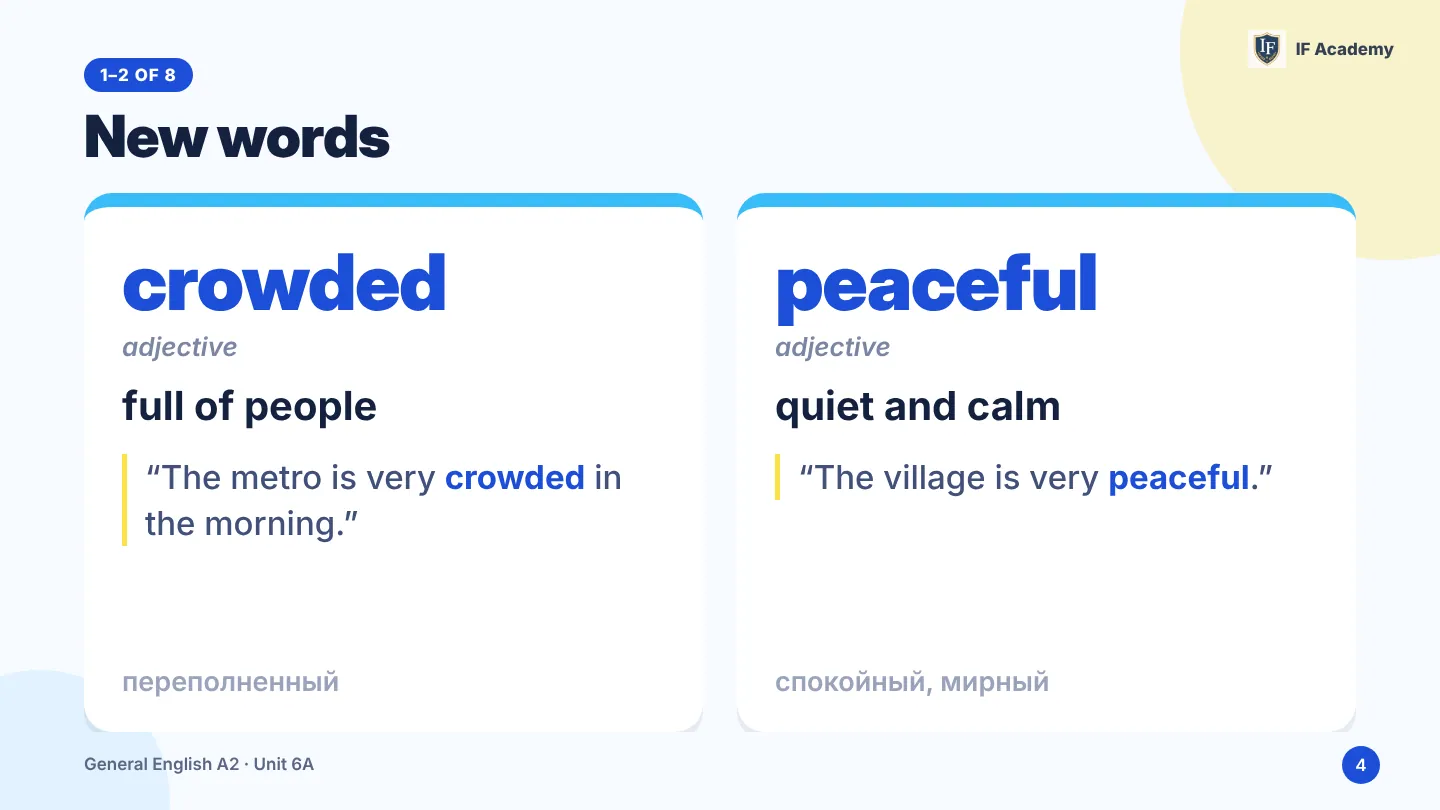 IF
IF Academy
1–2 OF 8
New words
crowded
adjective
full of people
“The metro is very crowded in
the morning.”
переполненный
peaceful
adjective
quiet and calm
“The village is very peaceful.”
спокойный, мирный
General English A2 · Unit 6A
4